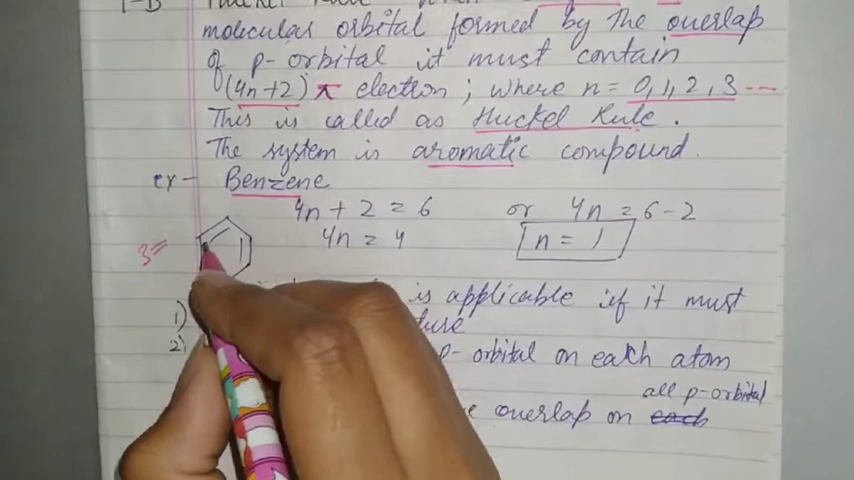 molecular orbital formed by the overlap
of p-orbital it must contain
(4n+2) π electron ; where n = 0,1,2,3 ---
This is called as Huckel Rule.
The system is aromatic compound.
ex - Benzene
4n + 2 = 6 or 4n = 6-2
4n = 4 n = 1
3=
1) is applicable if it must
2)
p-orbital on each atom
all p-orbital
overlap on each